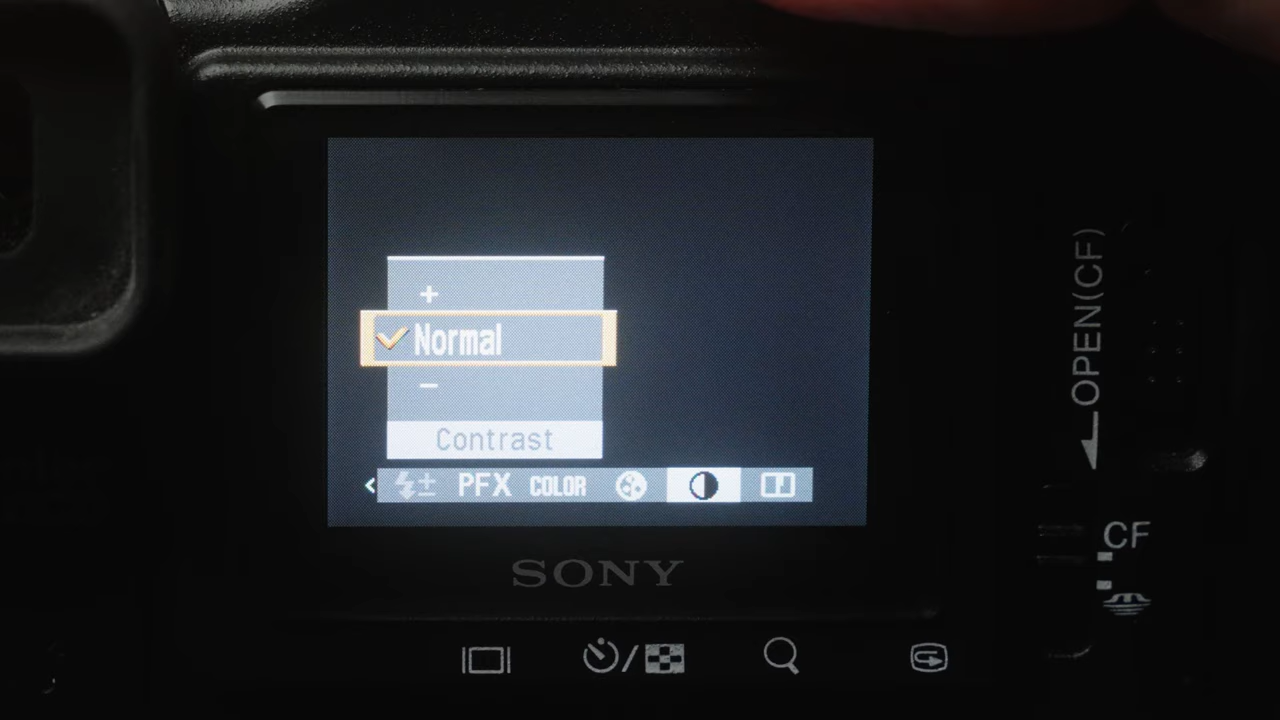 +
Normal
−
Contrast
± PFX COLOR
SONY
OPEN(CF)
CF